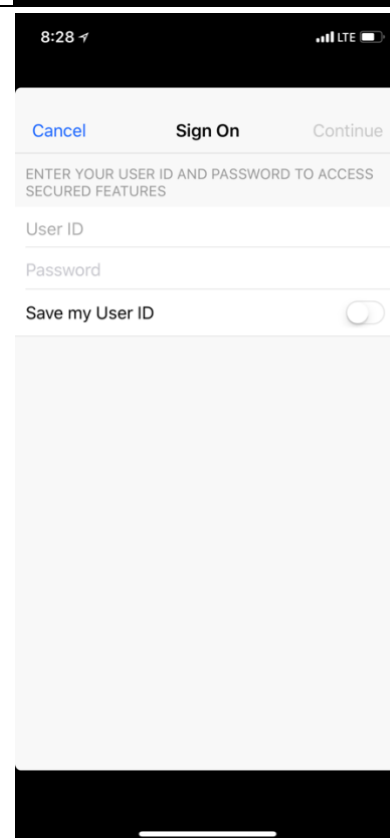 8:28
LTE
Cancel Sign On Continue
ENTER YOUR USER ID AND PASSWORD TO ACCESS
SECURED FEATURES
User ID
Password
Save my User ID